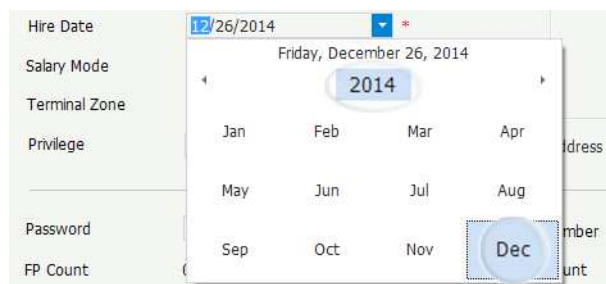 Hire Date 12/26/2014 *
Friday, December 26, 2014
Salary Mode
2014
Terminal Zone
Jan Feb Mar Apr
Privilege ddress
May Jun Jul Aug
Password mber
Sep Oct Nov Dec
FP Count unt